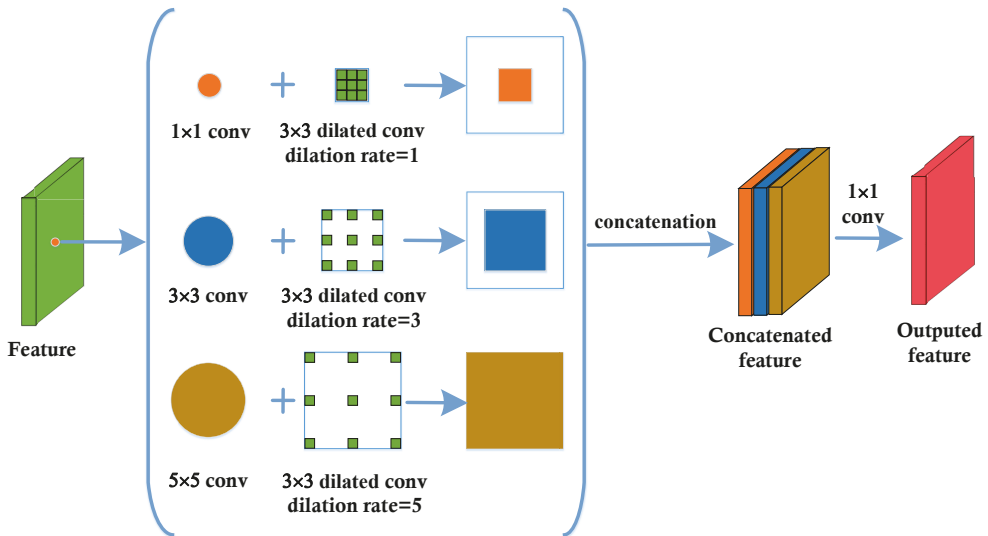 Feature
1×1 conv
3×3 dilated conv
dilation rate=1
3×3 conv
3×3 dilated conv
dilation rate=3
5×5 conv
3×3 dilated conv
dilation rate=5
concatenation
Concatenated
feature
1×1
conv
Outputed
feature